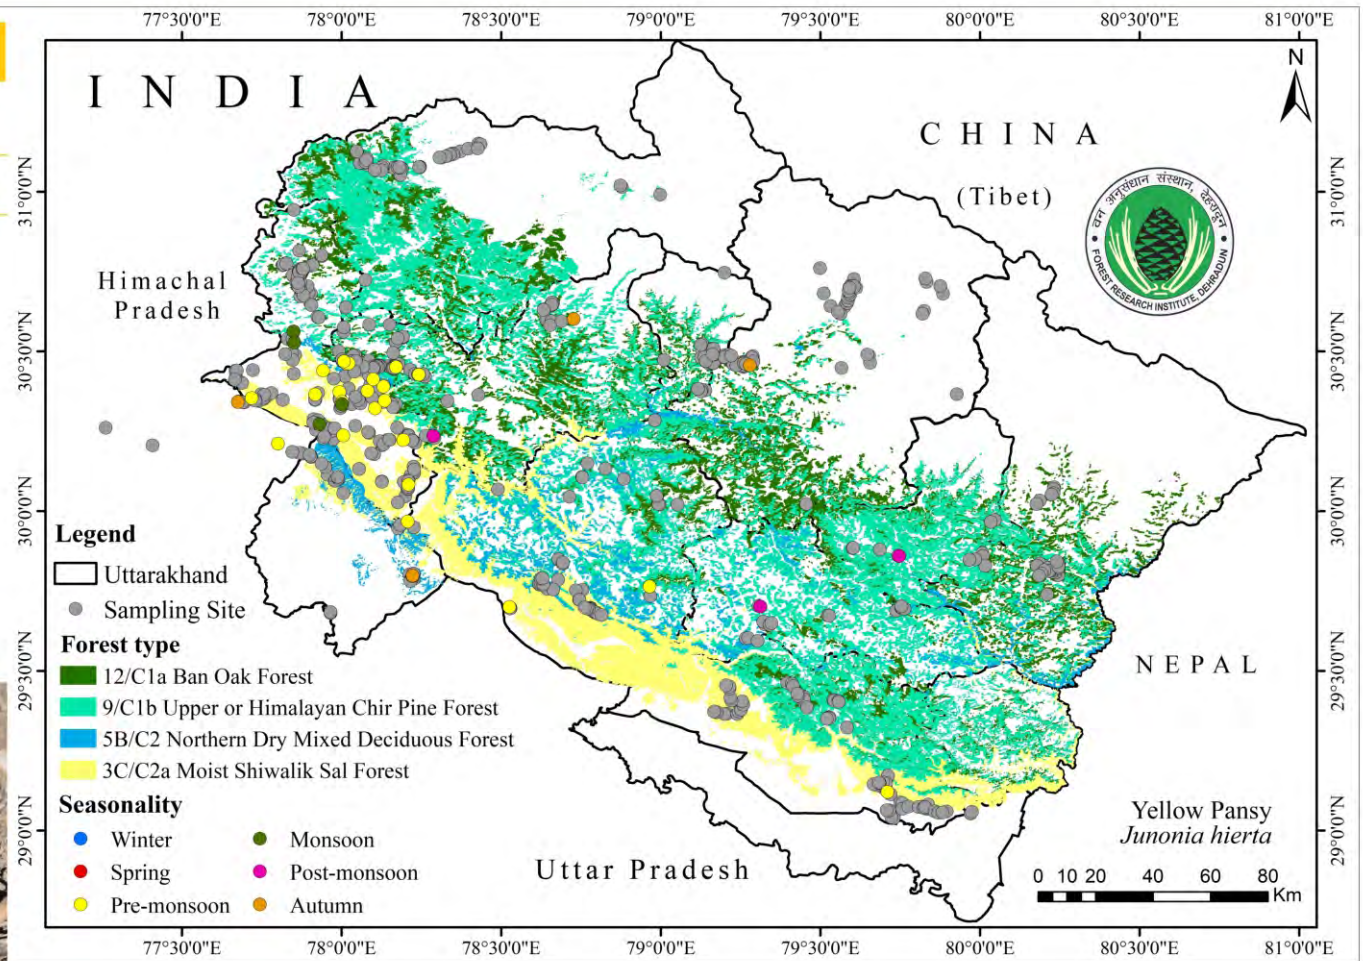 77°30'0"E 78°0'0"E 78°30'0"E 79°0'0"E 79°30'0"E 80°0'0"E 80°30'0"E 81°0'0"E
INDIA
N
CHINA
(Tibet)
वन अनुसंधान संस्थान, देहरादून
FOREST RESEARCH INSTITUTE, DEHRADUN
Himachal
Pradesh
31°0'0"N 31°0'0"N
30°30'0"N 30°30'0"N
30°0'0"N 30°0'0"N
29°30'0"N 29°30'0"N
29°0'0"N 29°0'0"N
NEPAL
Legend
Uttarakhand
Sampling Site
Forest type
12/C1a Ban Oak Forest
9/C1b Upper or Himalayan Chir Pine Forest
5B/C2 Northern Dry Mixed Deciduous Forest
3C/C2a Moist Shiwalik Sal Forest
Seasonality
Winter Monsoon
Spring Post-monsoon
Pre-monsoon Autumn
Uttar Pradesh
Yellow Pansy
Junonia hierta
0 10 20 40 60 80
Km
77°30'0"E 78°0'0"E 78°30'0"E 79°0'0"E 79°30'0"E 80°0'0"E 80°30'0"E 81°0'0"E